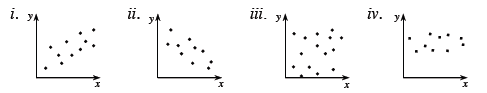 i. y ii. y iii. y iv. y
x x x x